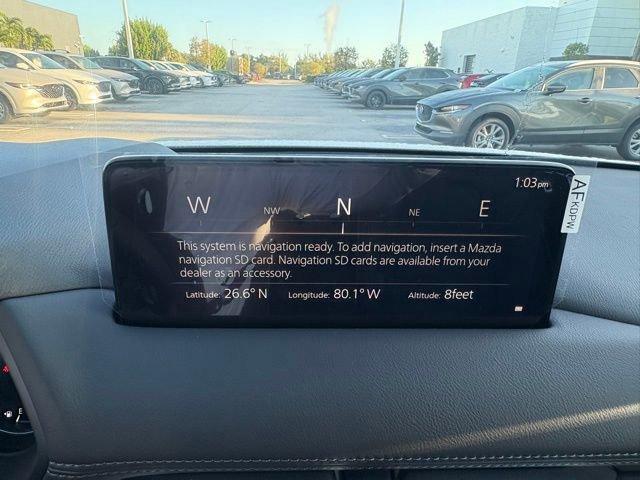 1:03pm
W NW N NE E
This system is navigation ready. To add navigation, insert a Mazda
navigation SD card. Navigation SD cards are available from your
dealer as an accessory.
Latitude: 26.6° N Longitude: 80.1° W Altitude: 8feet
AFKDPW
E